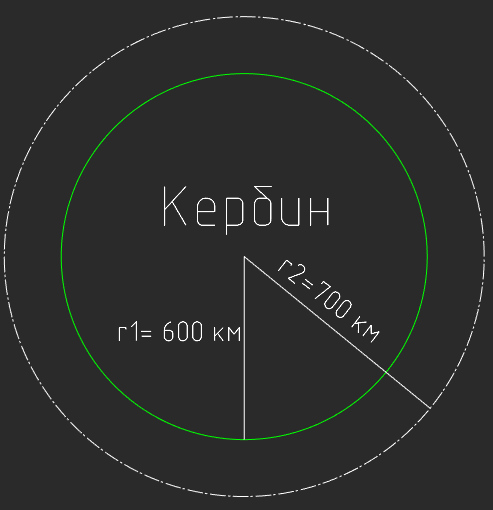 Кербин
r2=700 км
r1= 600 км